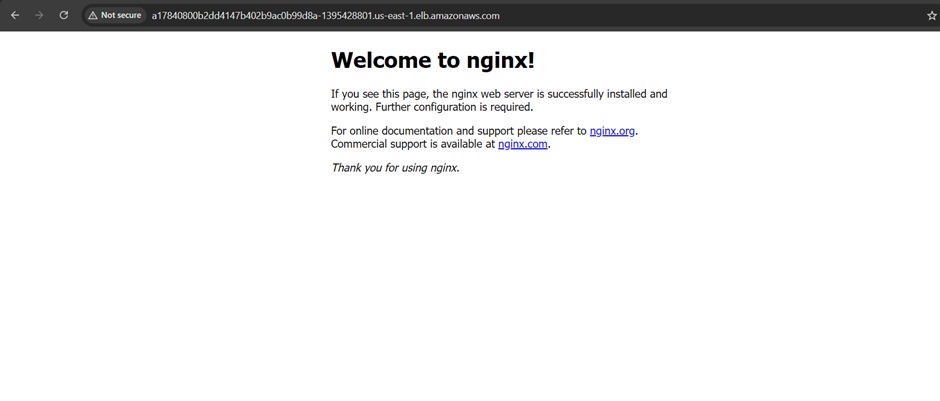 Not secure
a17840800b2dd4147b402b9ac0b99d8a-1395428801.us-east-1.elb.amazonaws.com
Welcome to nginx!
If you see this page, the nginx web server is successfully installed and
working. Further configuration is required.
For online documentation and support please refer to nginx.org.
Commercial support is available at nginx.com.
Thank you for using nginx.